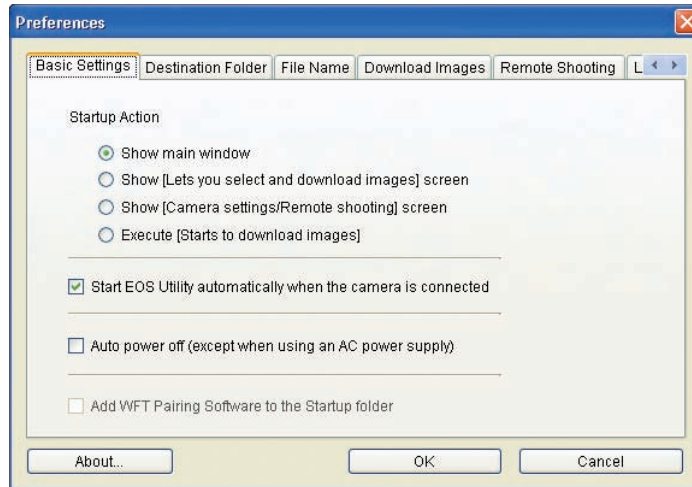 Preferences
Basic Settings Destination Folder File Name Download Images Remote Shooting L
Startup Action
Show main window
Show [Lets you select and download images] screen
Show [Camera settings/Remote shooting] screen
Execute [Starts to download images]
Start EOS Utility automatically when the camera is connected
Auto power off (except when using an AC power supply)
Add WFT Pairing Software to the Startup folder
About... OK Cancel